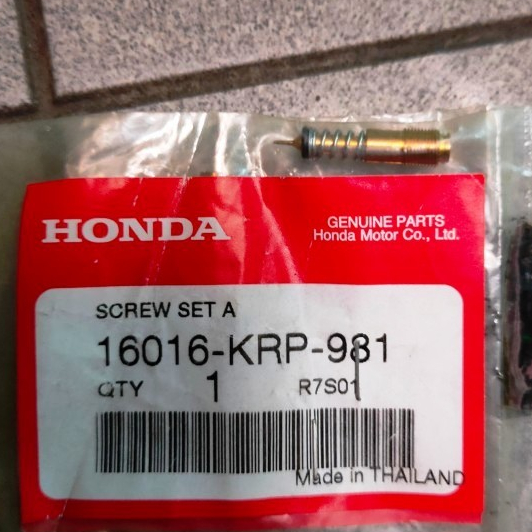 HONDA
GENUINE PARTS
Honda Motor Co., Ltd.
SCREW SET A
16016-KRP-981
QTY 1 R7S01
Made in THAILAND